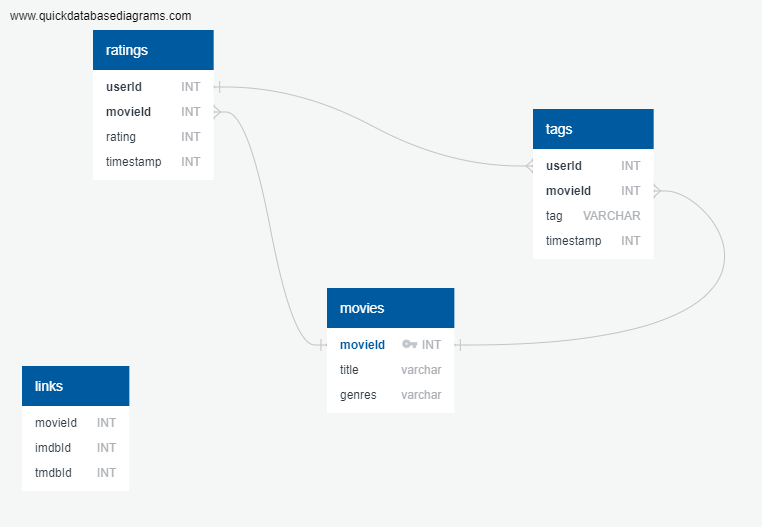 www.quickdatabasediagrams.com
ratings
userId INT
movieId INT
rating INT
timestamp INT
tags
userId INT
movieId INT
tag VARCHAR
timestamp INT
movies
movieId INT
title varchar
genres varchar
links
movieId INT
imdbId INT
tmdbId INT